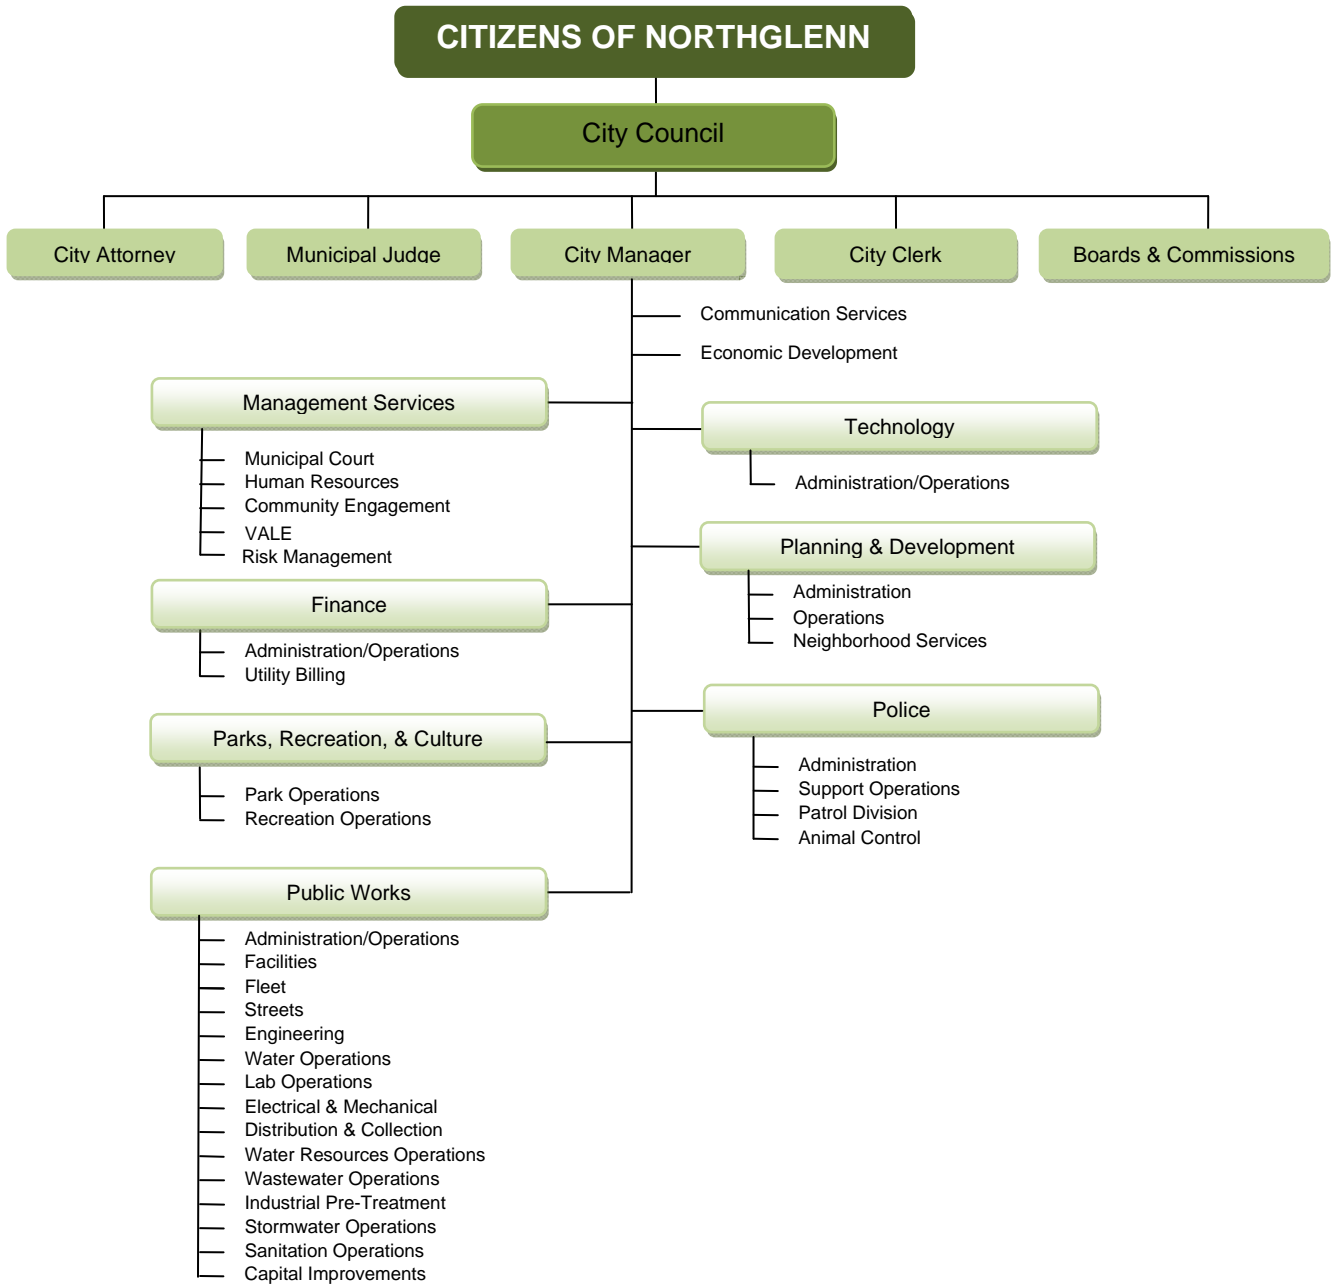 CITIZENS OF NORTHGLENN
City Council
City Attorney
Municipal Judge
City Manager
City Clerk
Boards & Commissions
Communication Services
Economic Development
Management Services
Municipal Court
Human Resources
Community Engagement
VALE
Risk Management
Technology
Administration/Operations
Planning & Development
Administration
Operations
Neighborhood Services
Finance
Administration/Operations
Utility Billing
Police
Administration
Support Operations
Patrol Division
Animal Control
Parks, Recreation, & Culture
Park Operations
Recreation Operations
Public Works
Administration/Operations
Facilities
Fleet
Streets
Engineering
Water Operations
Lab Operations
Electrical & Mechanical
Distribution & Collection
Water Resources Operations
Wastewater Operations
Industrial Pre-Treatment
Stormwater Operations
Sanitation Operations
Capital Improvements